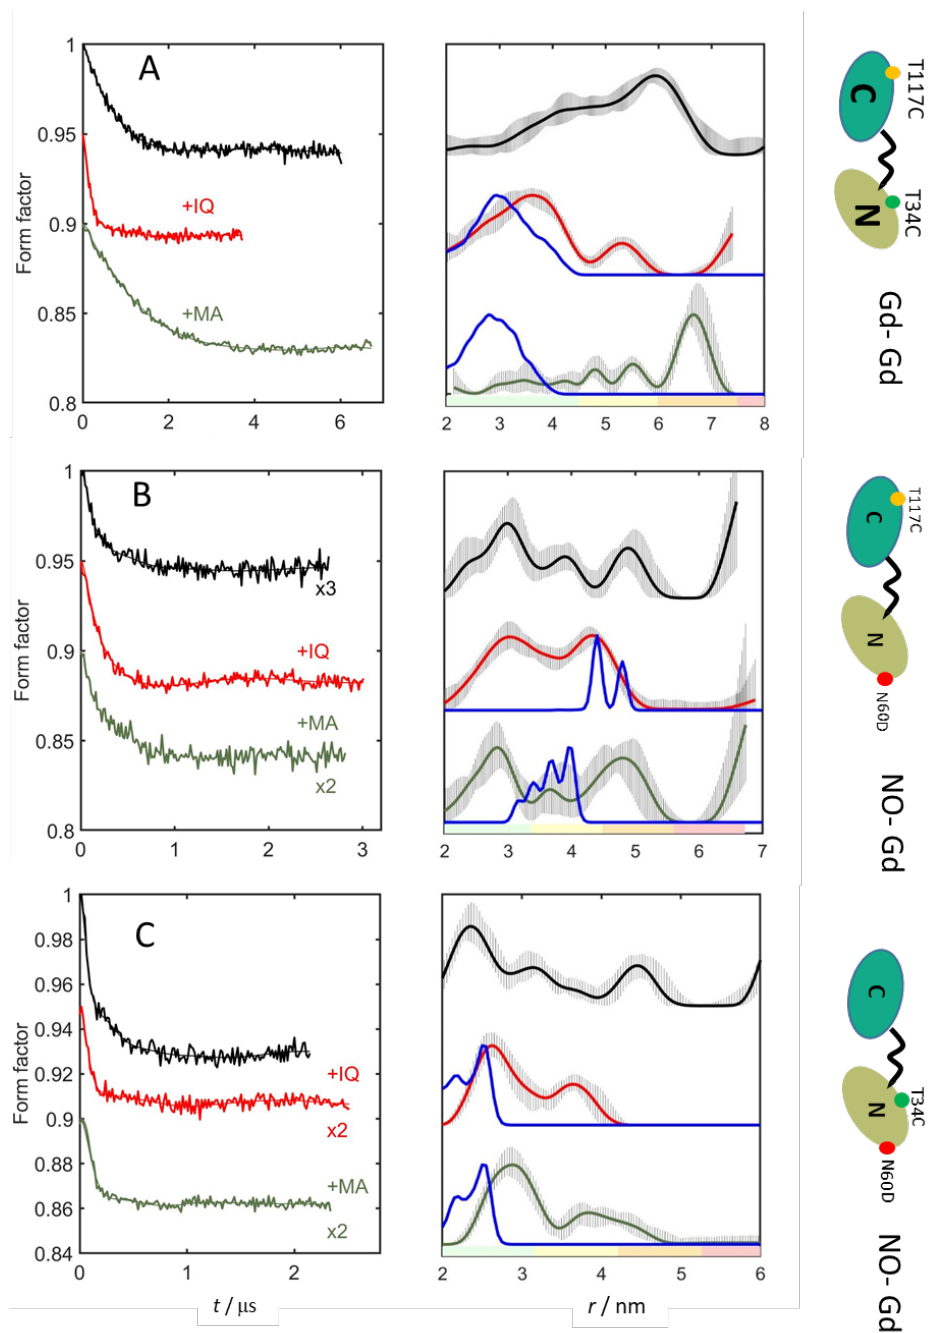 A
1
0.95
0.9
0.85
0.8
Form factor
+IQ
+MA
0 2 4 6
2 3 4 5 6 7 8
C
N
T117C
T34C
Gd- Gd
B
1
0.95
0.9
0.85
0.8
Form factor
x3
+IQ
+MA
x2
0 1 2 3
2 3 4 5 6 7
C
N
T117C
N60D
NO- Gd
C
1
0.98
0.96
0.94
0.92
0.9
0.88
0.86
0.84
Form factor
+IQ
x2
+MA
x2
0 1 2
2 3 4 5 6
t / μs
r / nm
C
N
T34C
N60D
NO- Gd